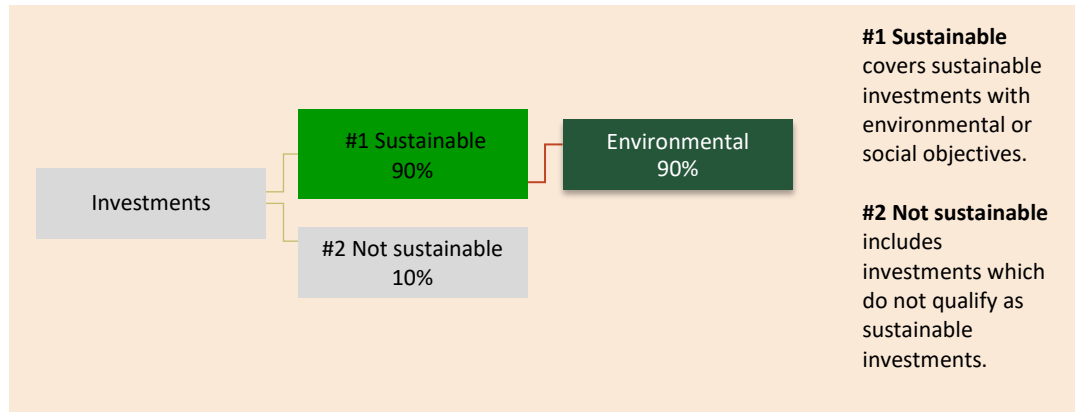 Investments
#1 Sustainable
90%
#2 Not sustainable
10%
Environmental
90%
#1 Sustainable
covers sustainable
investments with
environmental or
social objectives.
#2 Not sustainable
includes
investments which
do not qualify as
sustainable
investments.